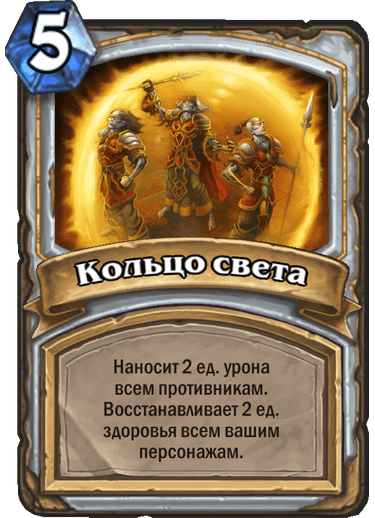 5
Кольцо света
Наносит 2 ед. урона
всем противникам.
Восстанавливает 2 ед.
здоровья всем вашим
персонажам.